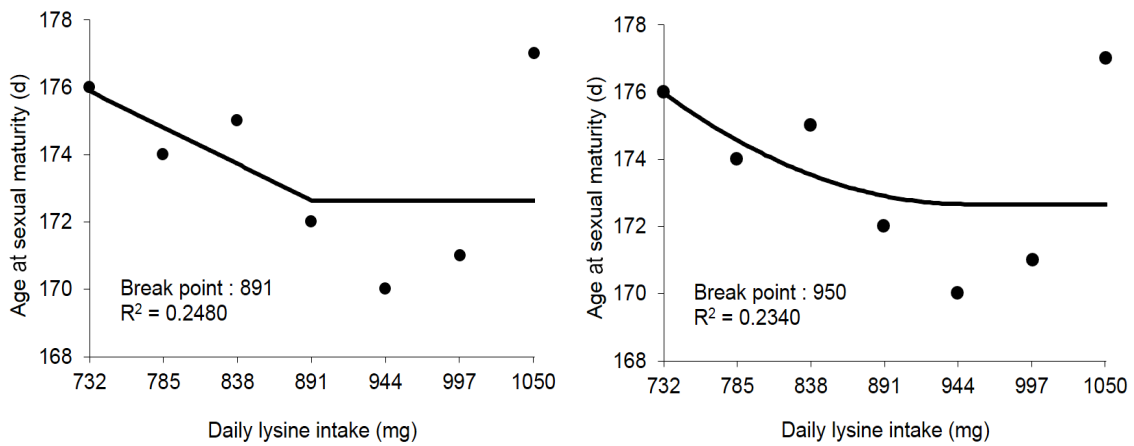 178
176
174
172
170
168
Age at sexual maturity (d)
Break point : 891
R² = 0.2480
732 785 838 891 944 997 1050
Daily lysine intake (mg)
178
176
174
172
170
168
Age at sexual maturity (d)
Break point : 950
R² = 0.2340
732 785 838 891 944 997 1050
Daily lysine intake (mg)